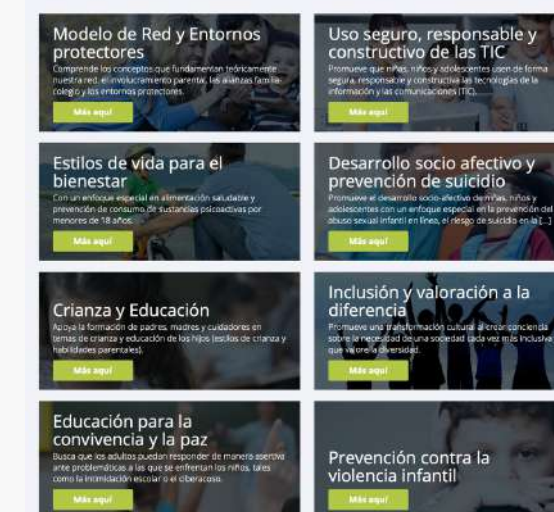 Modelo de Red y Entornos
protectores
Comprende los conceptos que fundamentan teóricamente
nuestra red, el involucramiento parental, las alianzas familia-
colegio y los entornos protectores.
Más aquí
Uso seguro, responsable y
constructivo de las TIC
Promueve que niñas, niños y adolescentes usen de forma
segura, responsable y constructiva las tecnologías de la
información y las comunicaciones (TIC).
Más aquí
Estilos de vida para el
bienestar
Con un enfoque especial en alimentación saludable y
prevención de consumo de sustancias psicoactivas por
menores de 18 años.
Más aquí
Desarrollo socio afectivo y
prevención de suicidio
Promueve el desarrollo socio-afectivo de niñas, niños y
adolescentes con un enfoque especial en la prevención del
abuso sexual infantil en línea, el riesgo de suicidio en la [...]
Más aquí
Crianza y Educación
Apoya la formación de padres, madres y cuidadores en
temas de crianza y educación de los hijos (estilos de crianza y
habilidades parentales).
Más aquí
Inclusión y valoración a la
diferencia
Promueve una transformación cultural al crear conciencia
sobre la necesidad de una sociedad cada vez más inclusiva
que valore la diversidad.
Más aquí
Educación para la
convivencia y la paz
Busca que los adultos puedan responder de manera asertiva
ante problemáticas a las que se enfrentan los niños, tales
como la intimidación escolar o el ciberacoso.
Más aquí
Prevención contra la
violencia infantil
Más aquí